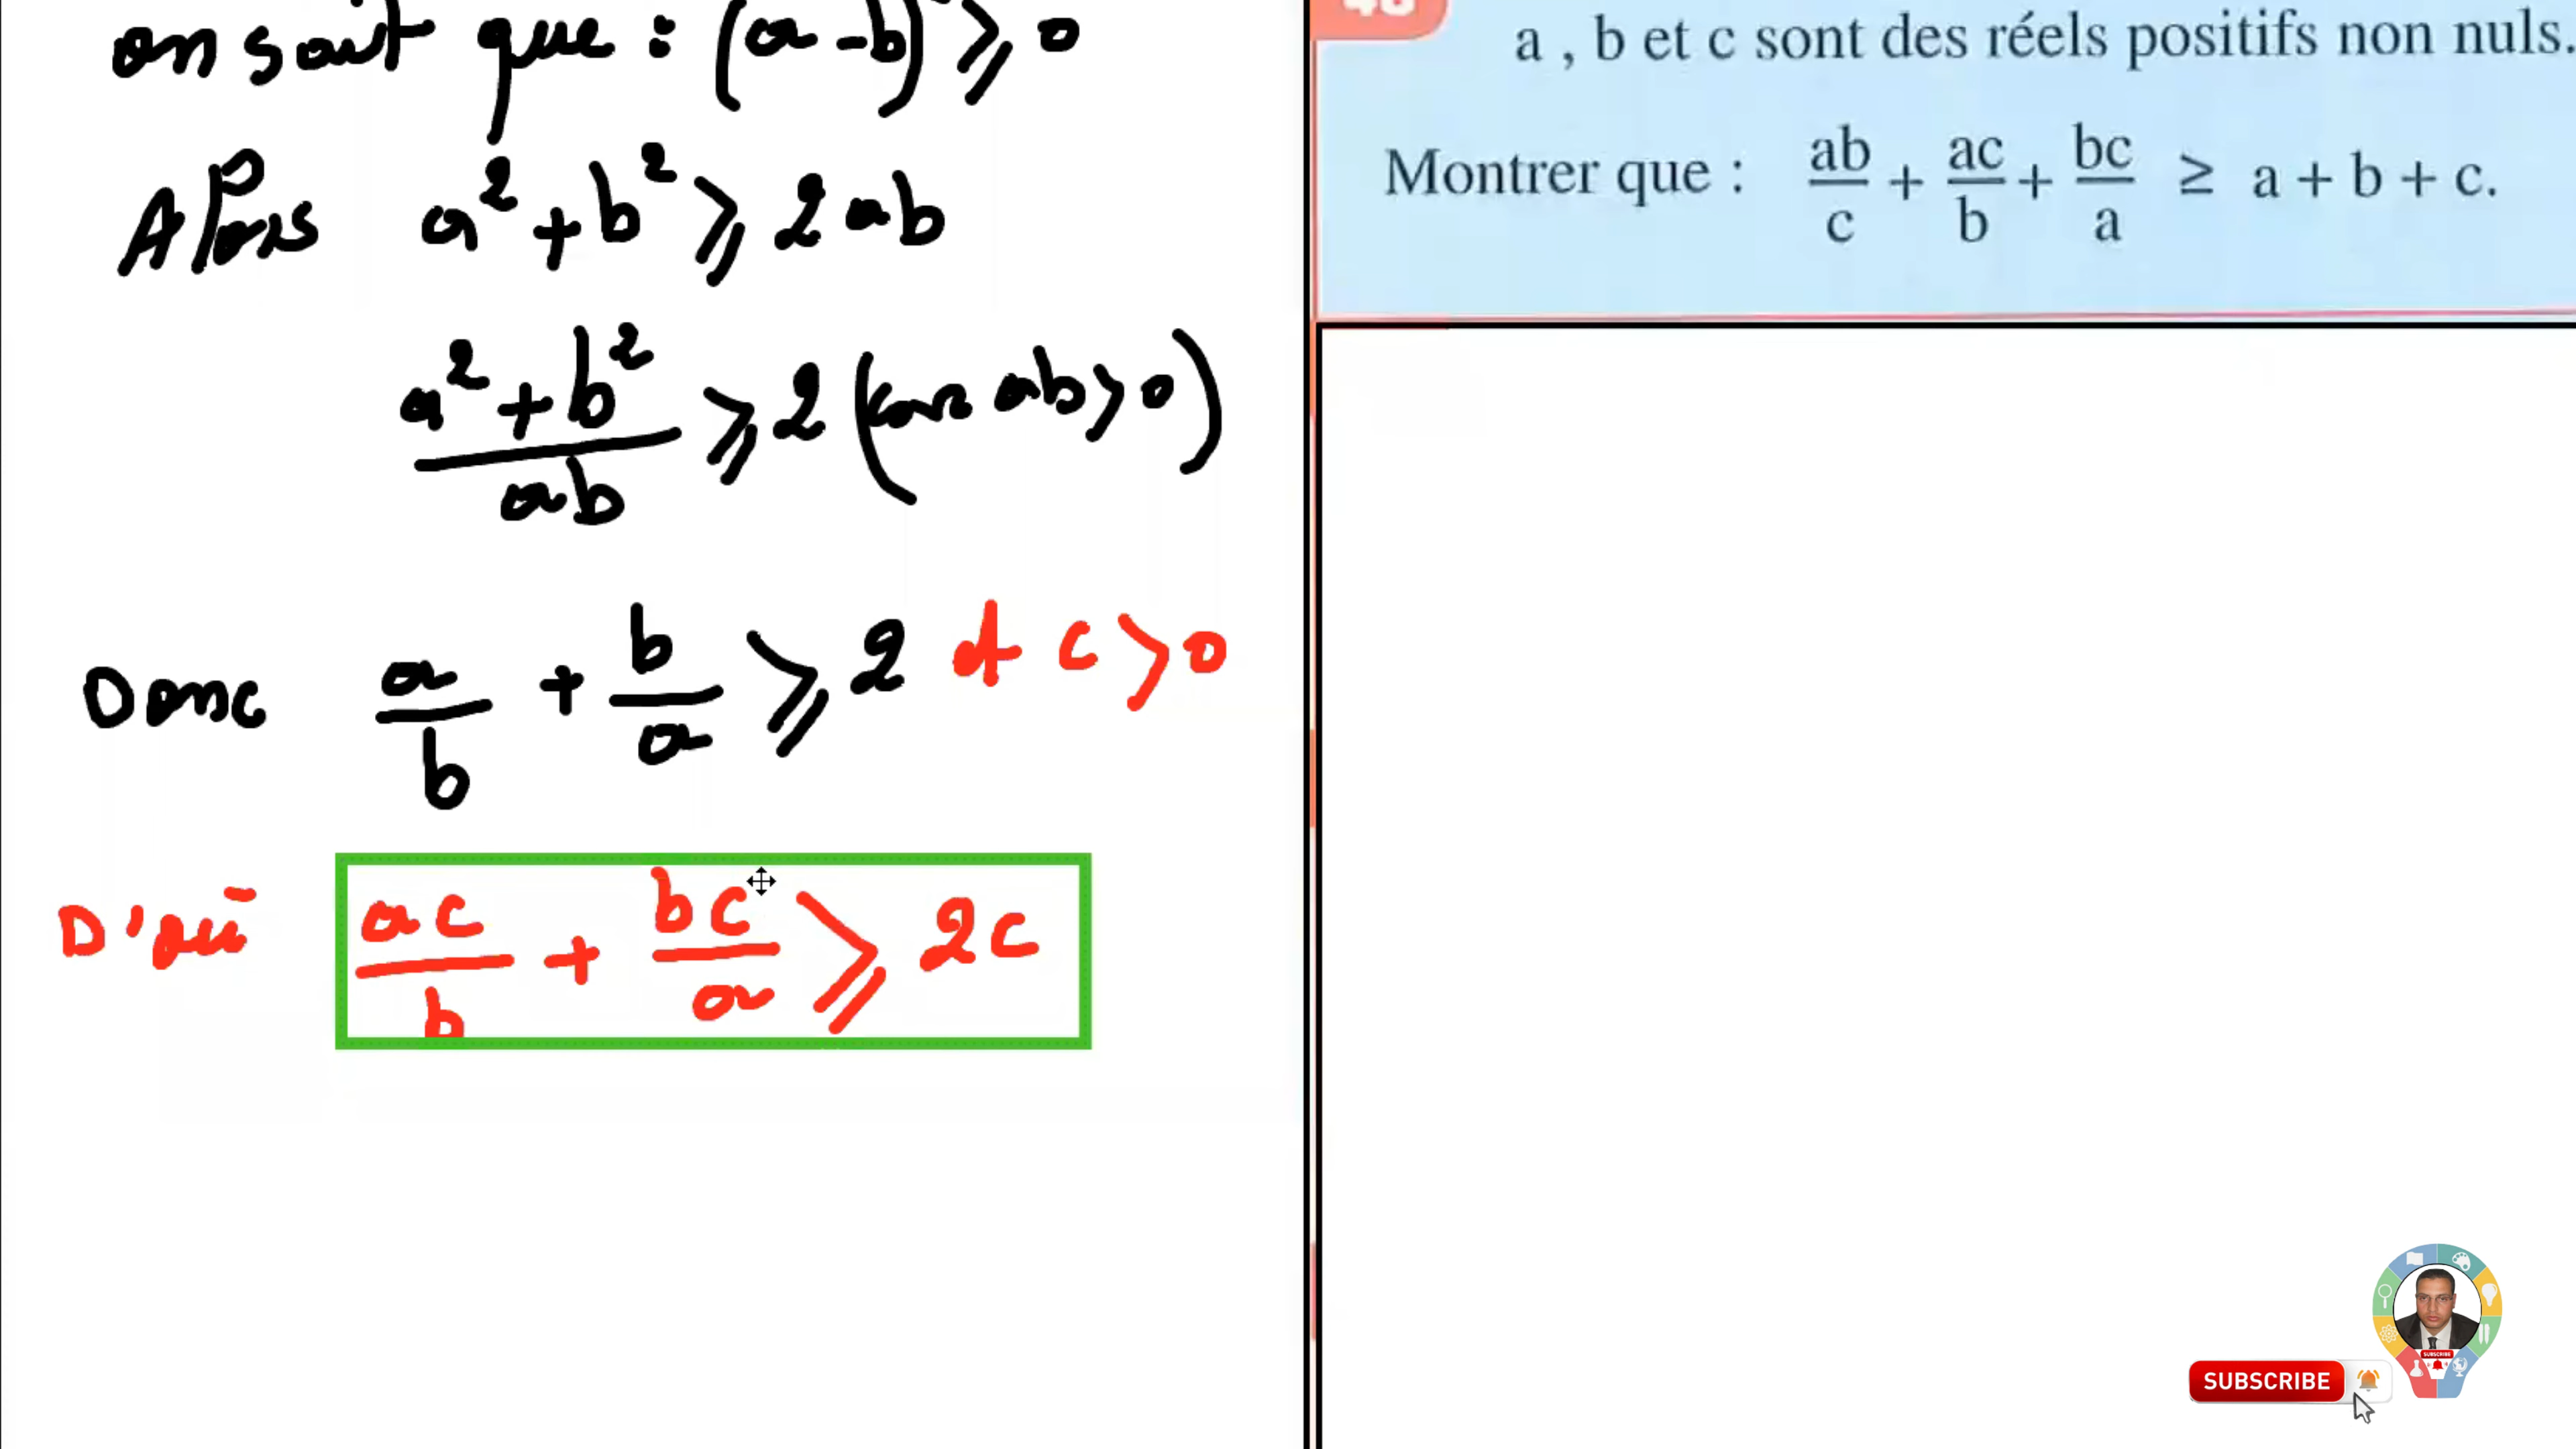 on sait que : (a - b)² ⩾ 0
Alors a² + b² ⩾ 2ab
a² + b² / ab ⩾ 2 (car ab > 0)
Donc a/b + b/a ⩾ 2 et c > 0
D'où ac/b + bc/a ⩾ 2c
a , b et c sont des réels positifs non nuls.
Montrer que : ab/c + ac/b + bc/a ≥ a + b + c.
SUBSCRIBE
SUBSCRIBE